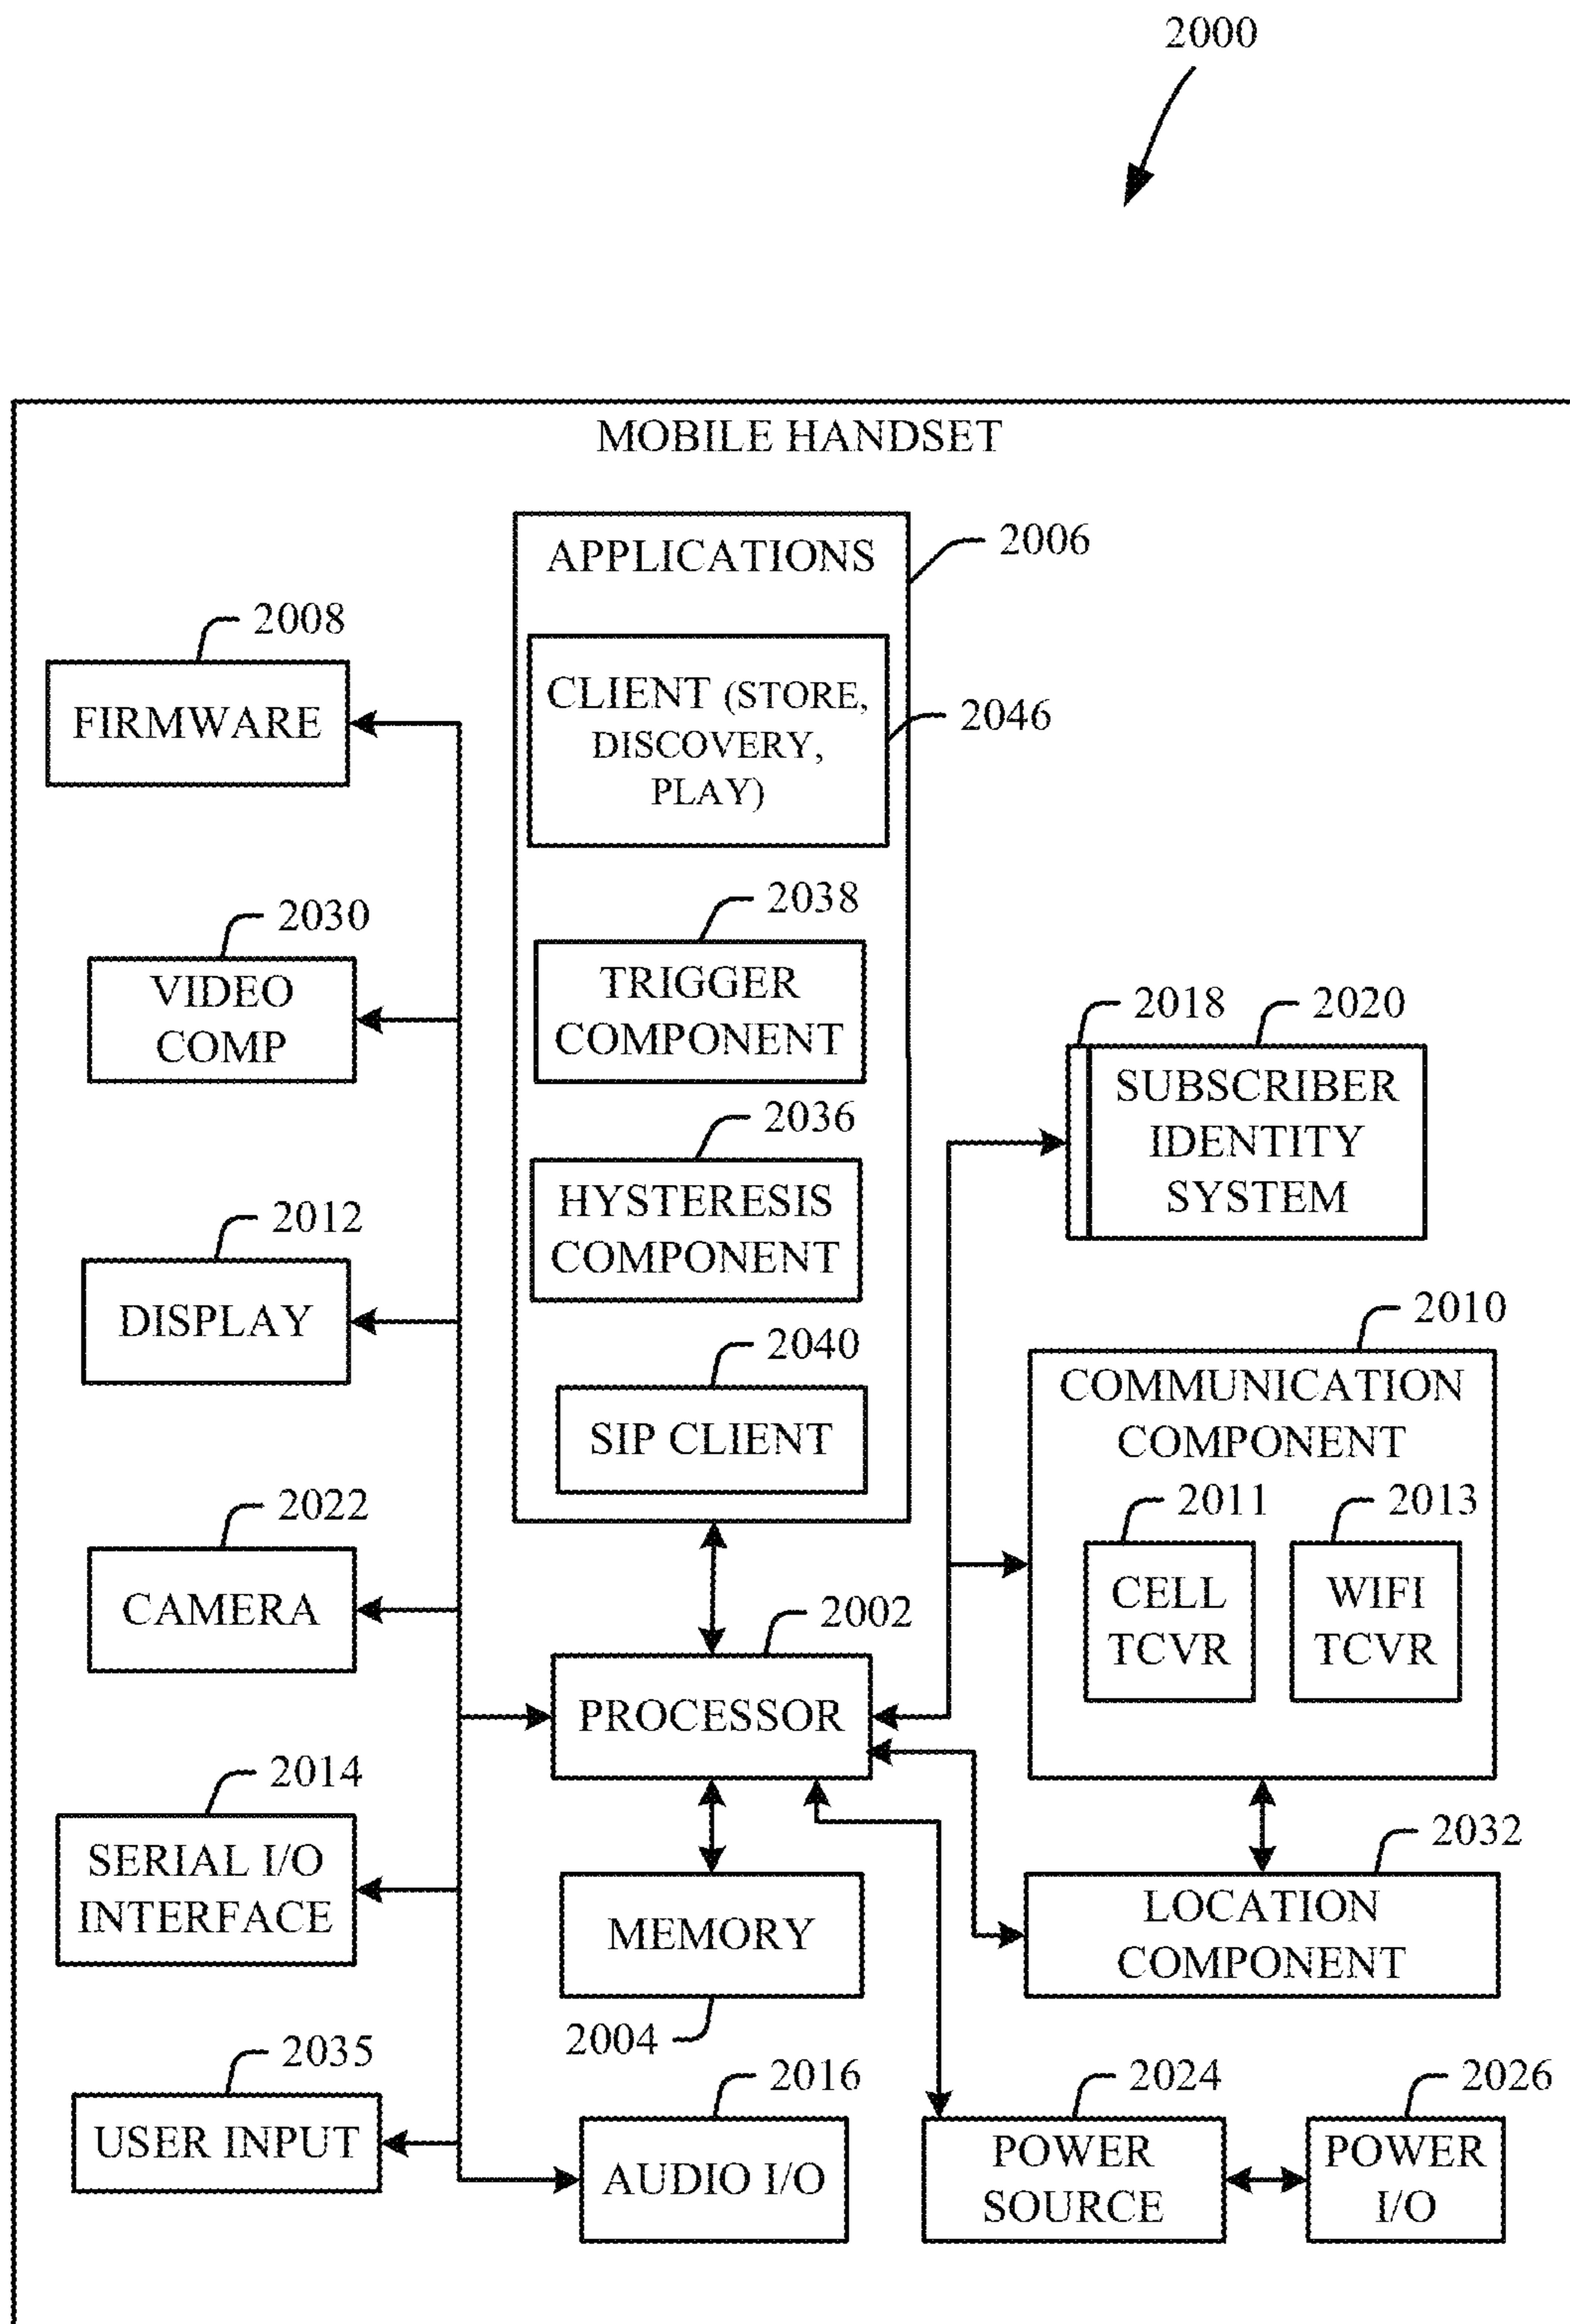 2000
MOBILE HANDSET
APPLICATIONS
2006
CLIENT (STORE,
DISCOVERY,
PLAY)
2046
2008
FIRMWARE
2038
TRIGGER
COMPONENT
2030
VIDEO
COMP
2018
2020
SUBSCRIBER
IDENTITY
SYSTEM
2036
HYSTERESIS
COMPONENT
2012
DISPLAY
2010
COMMUNICATION
COMPONENT
2011
CELL
TCVR
2013
WIFI
TCVR
2040
SIP CLIENT
2022
CAMERA
2002
PROCESSOR
2014
SERIAL I/O
INTERFACE
MEMORY
2004
2032
LOCATION
COMPONENT
2035
USER INPUT
2016
AUDIO I/O
2024
POWER
SOURCE
2026
POWER
I/O